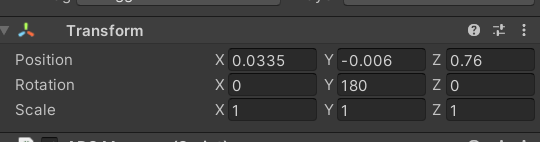 Transform
Position X 0.0335 Y -0.006 Z 0.76
Rotation X 0 Y 180 Z 0
Scale X 1 Y 1 Z 1